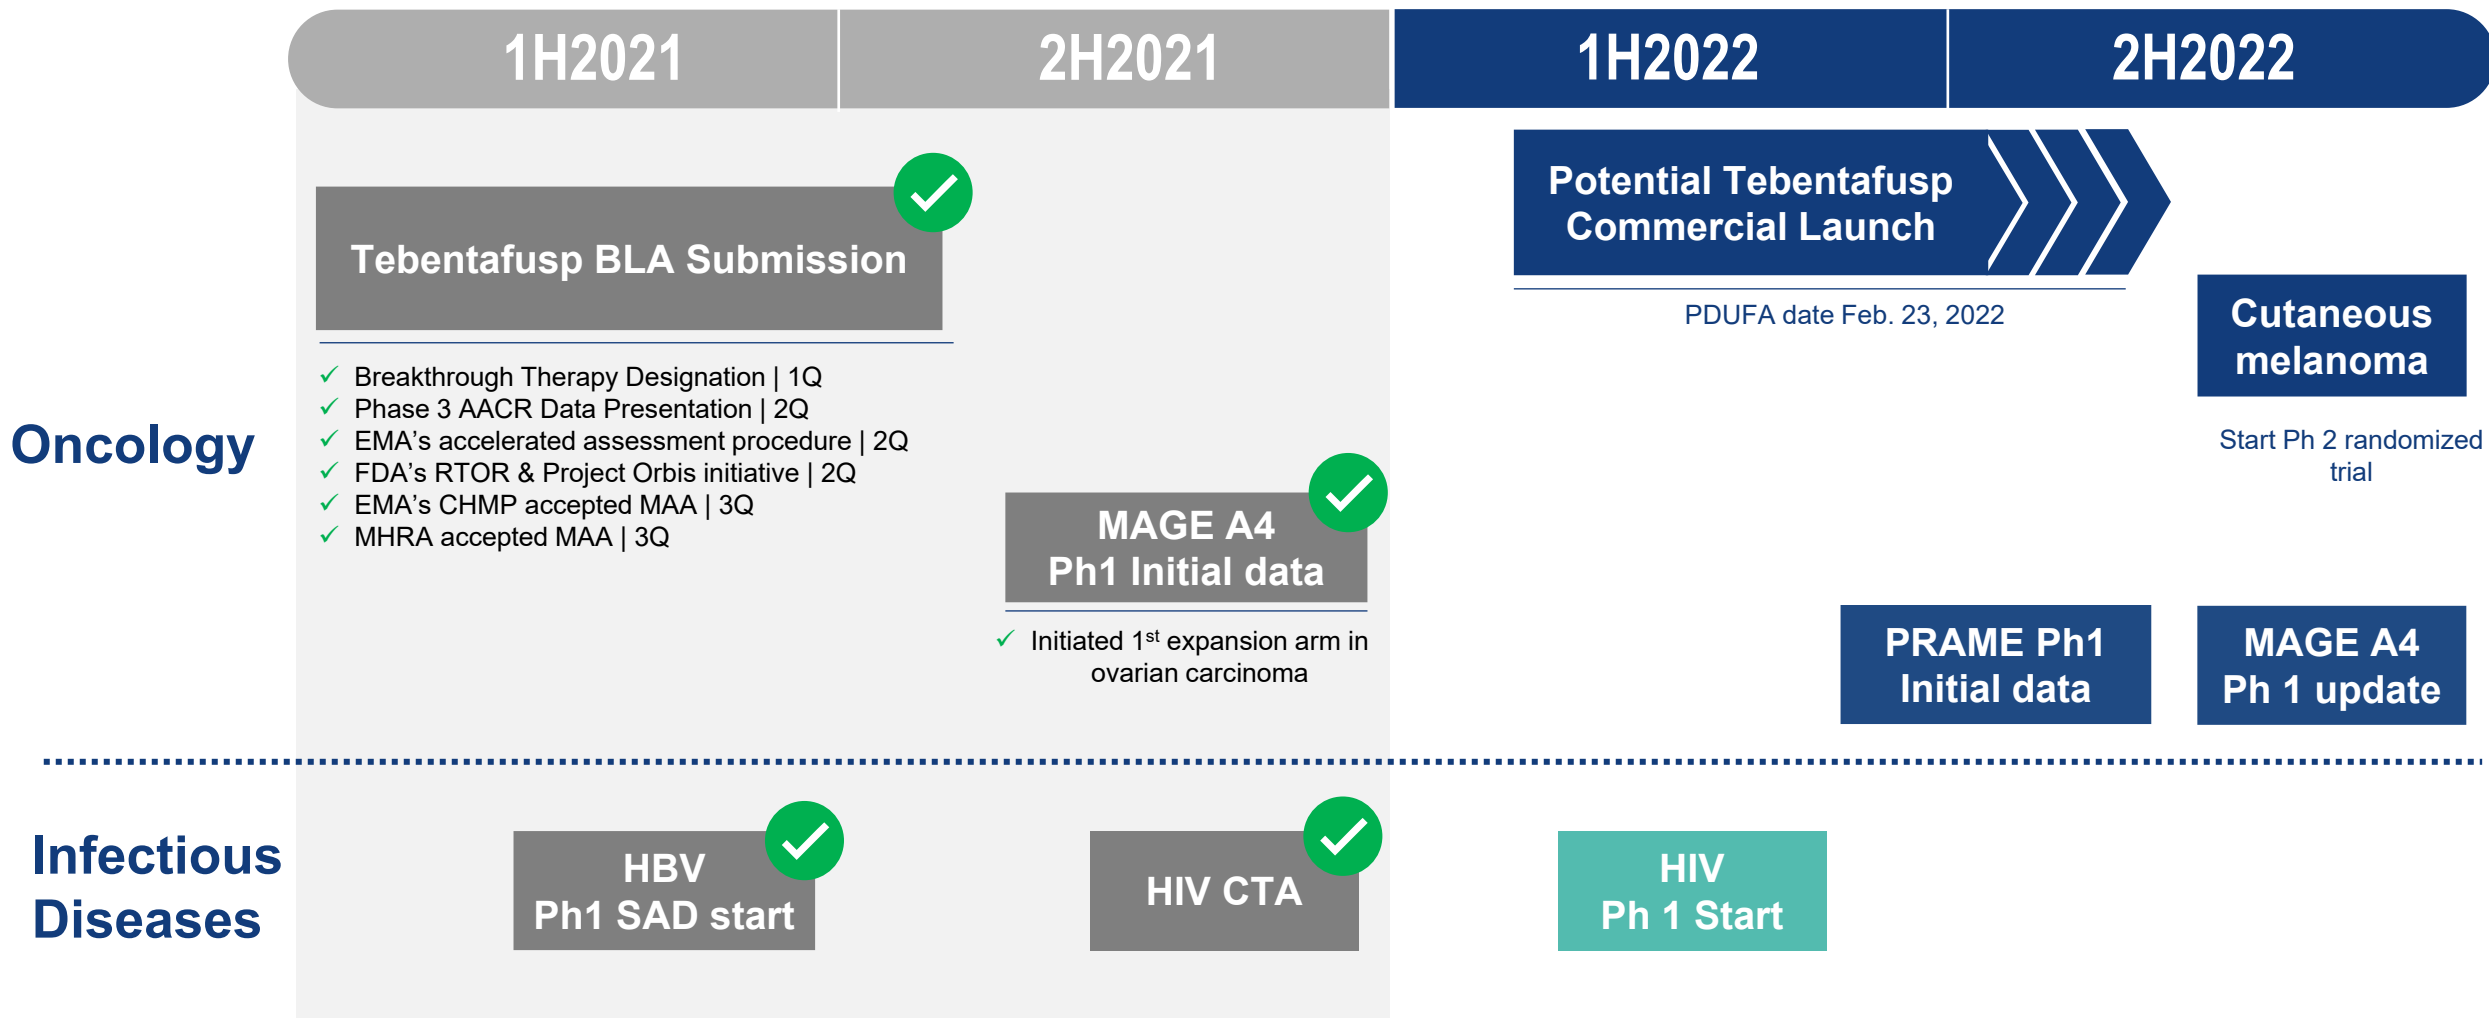 1H2021
2H2021
1H2022
2H2022
Oncology
Tebentafusp BLA Submission
✓ Breakthrough Therapy Designation | 1Q
✓ Phase 3 AACR Data Presentation | 2Q
✓ EMA’s accelerated assessment procedure | 2Q
✓ FDA’s RTOR & Project Orbis initiative | 2Q
✓ EMA’s CHMP accepted MAA | 3Q
✓ MHRA accepted MAA | 3Q
MAGE A4
Ph1 Initial data
✓ Initiated 1st expansion arm in
ovarian carcinoma
Potential Tebentafusp
Commercial Launch
PDUFA date Feb. 23, 2022
Cutaneous
melanoma
Start Ph 2 randomized
trial
PRAME Ph1
Initial data
MAGE A4
Ph 1 update
Infectious
Diseases
HBV
Ph1 SAD start
HIV CTA
HIV
Ph 1 Start